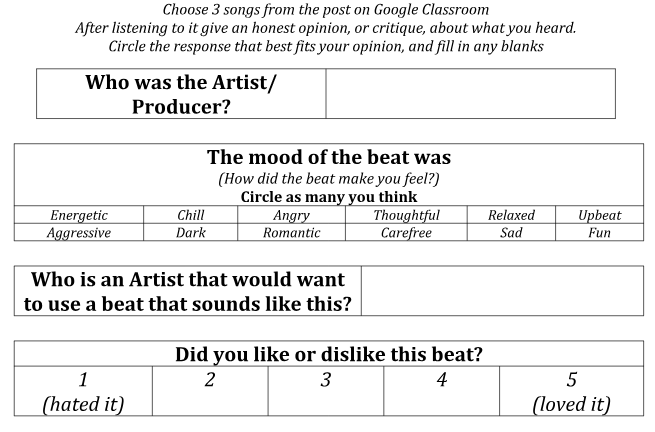 Choose 3 songs from the post on Google Classroom
After listening to it give an honest opinion, or critique, about what you heard.
Circle the response that best fits your opinion, and fill in any blanks
Who was the Artist/
Producer?
The mood of the beat was
(How did the beat make you feel?)
Circle as many you think
Energetic Chill Angry Thoughtful Relaxed Upbeat
Aggressive Dark Romantic Carefree Sad Fun
Who is an Artist that would want
to use a beat that sounds like this?
Did you like or dislike this beat?
1 2 3 4 5
(hated it) (loved it)